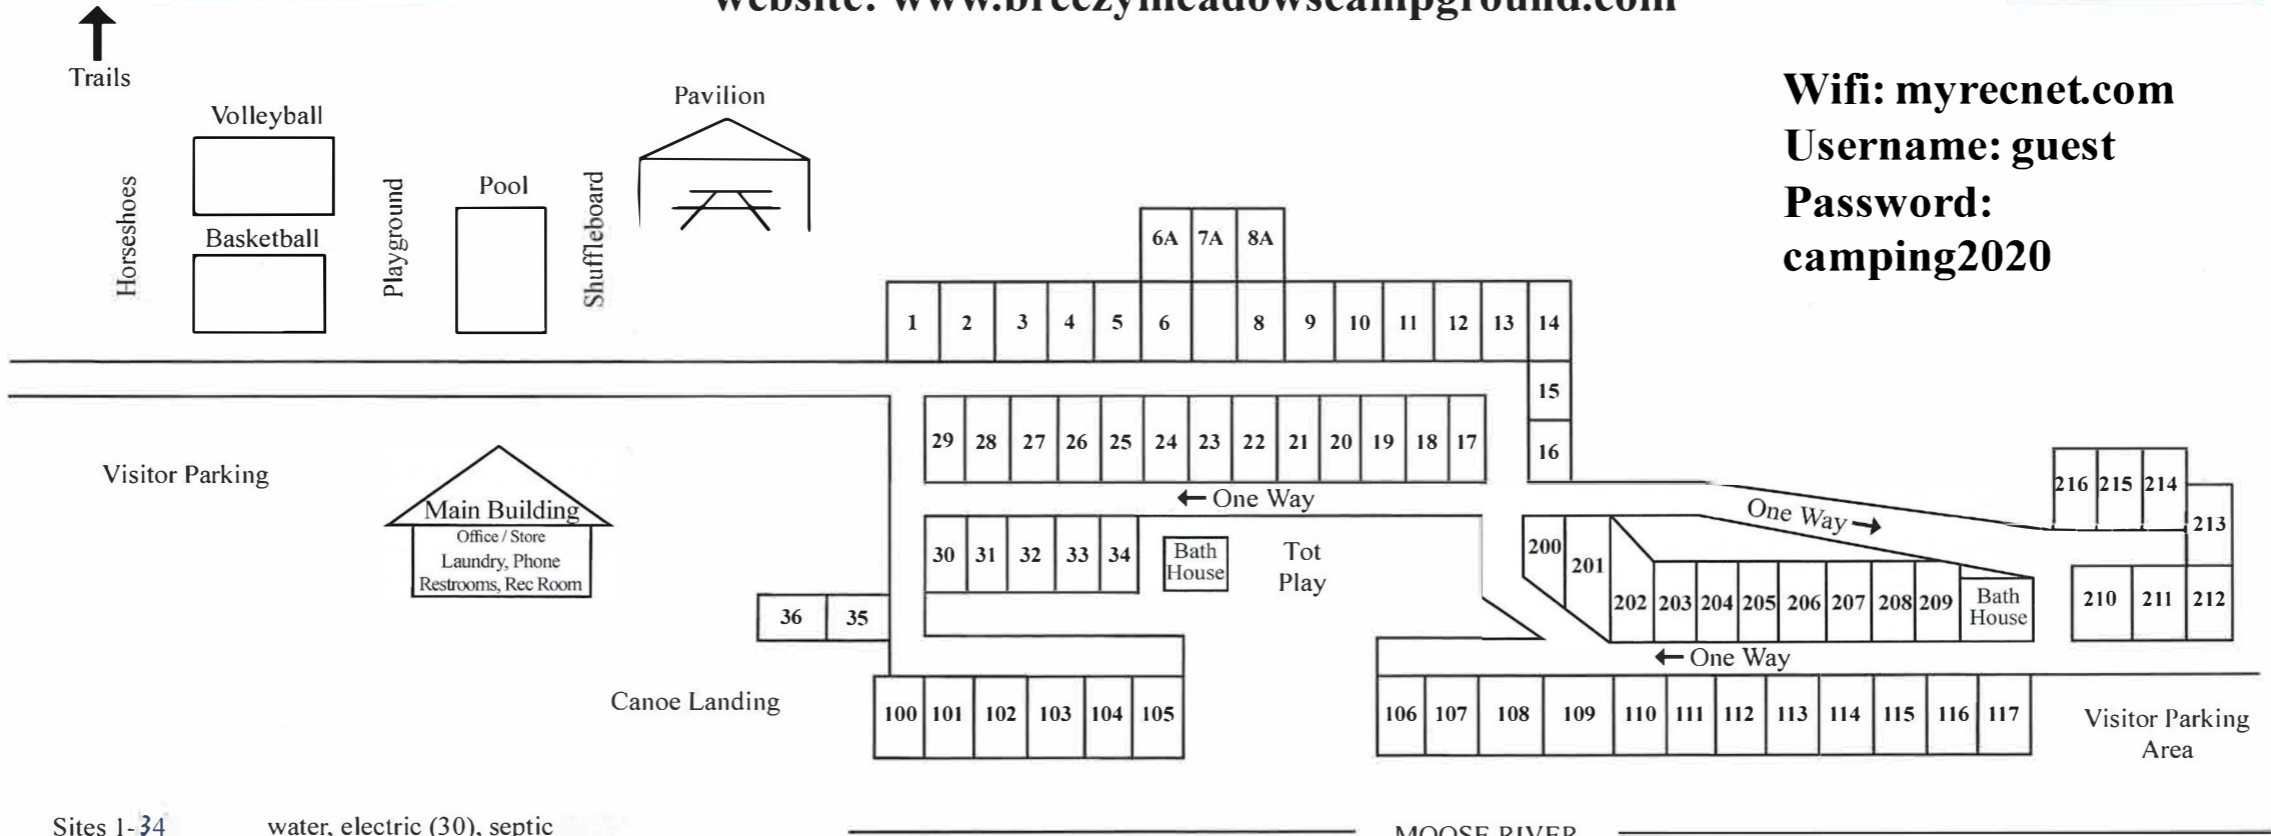 website: www.breezymeadowscampground.com
Trails
Wifi: myrecnet.com
Username: guest
Password:
camping2020
Volleyball
Pavilion
Horseshoes
Basketball
Playground
Pool
Shuffleboard
6A 7A 8A
1 2 3 4 5 6 8 9 10 11 12 13 14
15
16
29 28 27 26 25 24 23 22 21 20 19 18 17
Visitor Parking
Main Building
Office / Store
Laundry, Phone
Restrooms, Rec Room
← One Way
One Way →
216 215 214
213
30 31 32 33 34
Bath
House
Tot
Play
200
201
202 203 204 205 206 207 208 209
Bath
House
210 211 212
36 35
← One Way
Canoe Landing
100 101 102 103 104 105
106 107 108 109 110 111 112 113 114 115 116 117
Visitor Parking
Area
Sites 1-34 water, electric (30), septic
MOOSE RIVER